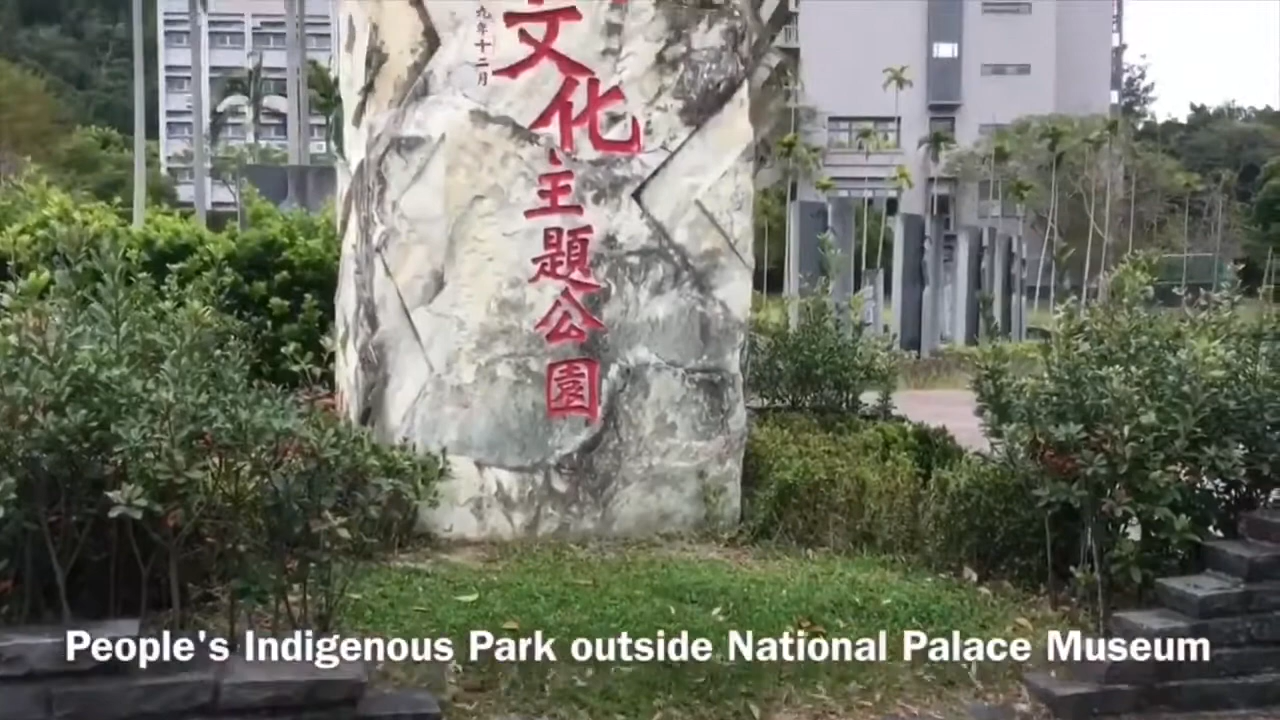 文化主題公園
九年十二月
People's Indigenous Park outside National Palace Museum